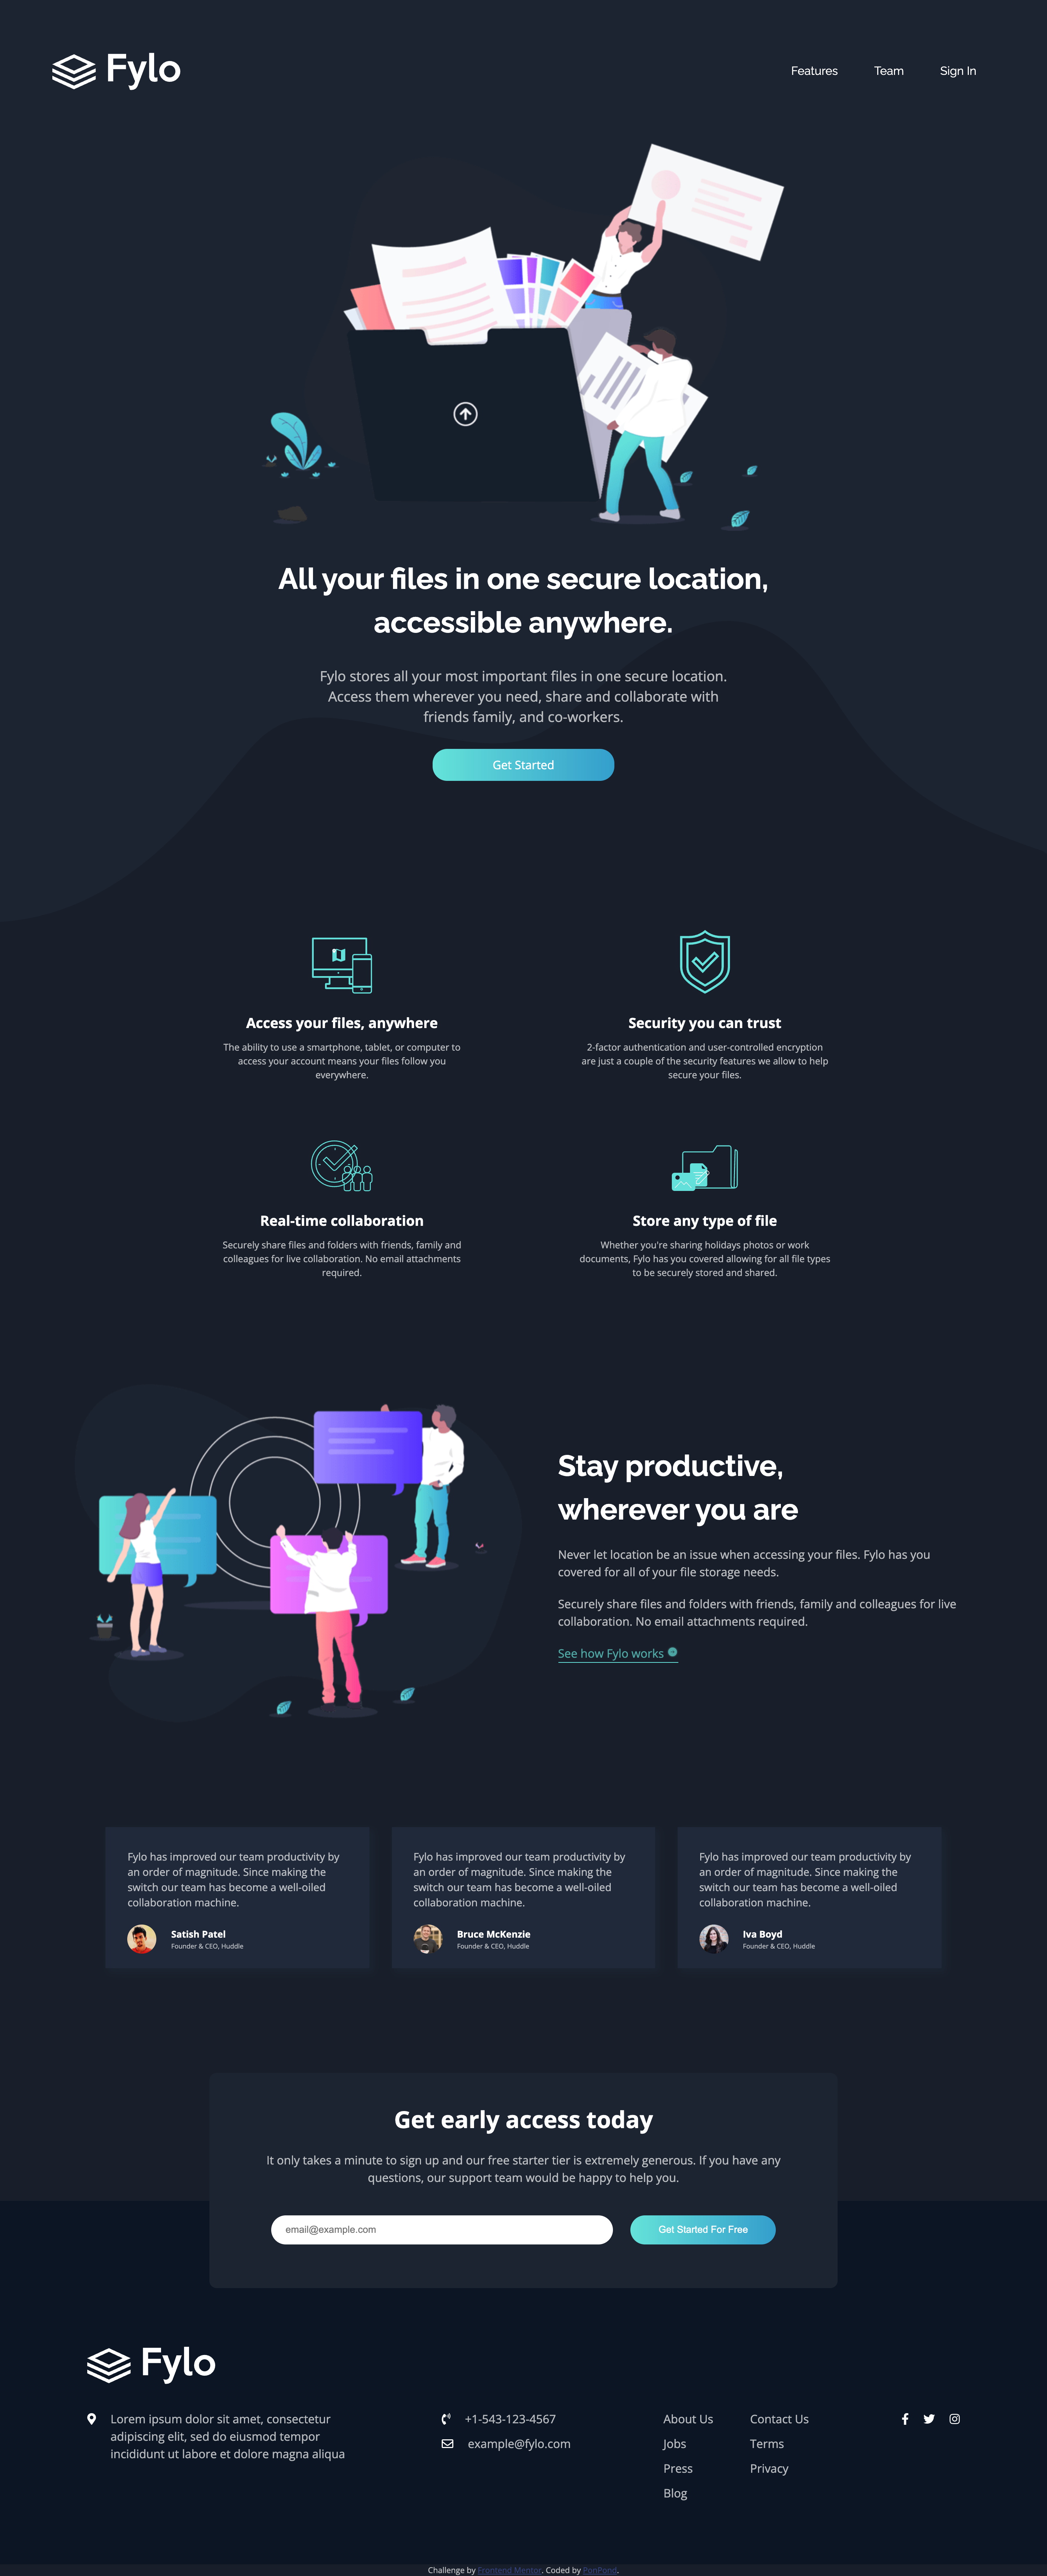 Fylo
Features
Team
Sign In
All your files in one secure location,
accessible anywhere.
Fylo stores all your most important files in one secure location.
Access them wherever you need, share and collaborate with
friends family, and co-workers.
Get Started
Access your files, anywhere
The ability to use a smartphone, tablet, or computer to
access your account means your files follow you
everywhere.
Security you can trust
2-factor authentication and user-controlled encryption
are just a couple of the security features we allow to help
secure your files.
Real-time collaboration
Securely share files and folders with friends, family and
colleagues for live collaboration. No email attachments
required.
Store any type of file
Whether you're sharing holidays photos or work
documents, Fylo has you covered allowing for all file types
to be securely stored and shared.
Stay productive,
wherever you are
Never let location be an issue when accessing your files. Fylo has you
covered for all of your file storage needs.
Securely share files and folders with friends, family and colleagues for live
collaboration. No email attachments required.
See how Fylo works
Fylo has improved our team productivity by
an order of magnitude. Since making the
switch our team has become a well-oiled
collaboration machine.
Satish Patel
Founder & CEO, Huddle
Fylo has improved our team productivity by
an order of magnitude. Since making the
switch our team has become a well-oiled
collaboration machine.
Bruce McKenzie
Founder & CEO, Huddle
Fylo has improved our team productivity by
an order of magnitude. Since making the
switch our team has become a well-oiled
collaboration machine.
Iva Boyd
Founder & CEO, Huddle
Get early access today
It only takes a minute to sign up and our free starter tier is extremely generous. If you have any
questions, our support team would be happy to help you.
email@example.com
Get Started For Free
Fylo
Lorem ipsum dolor sit amet, consectetur
adipiscing elit, sed do eiusmod tempor
incididunt ut labore et dolore magna aliqua
+1-543-123-4567
example@fylo.com
About Us
Jobs
Press
Blog
Contact Us
Terms
Privacy
Challenge by Frontend Mentor. Coded by PonPond.